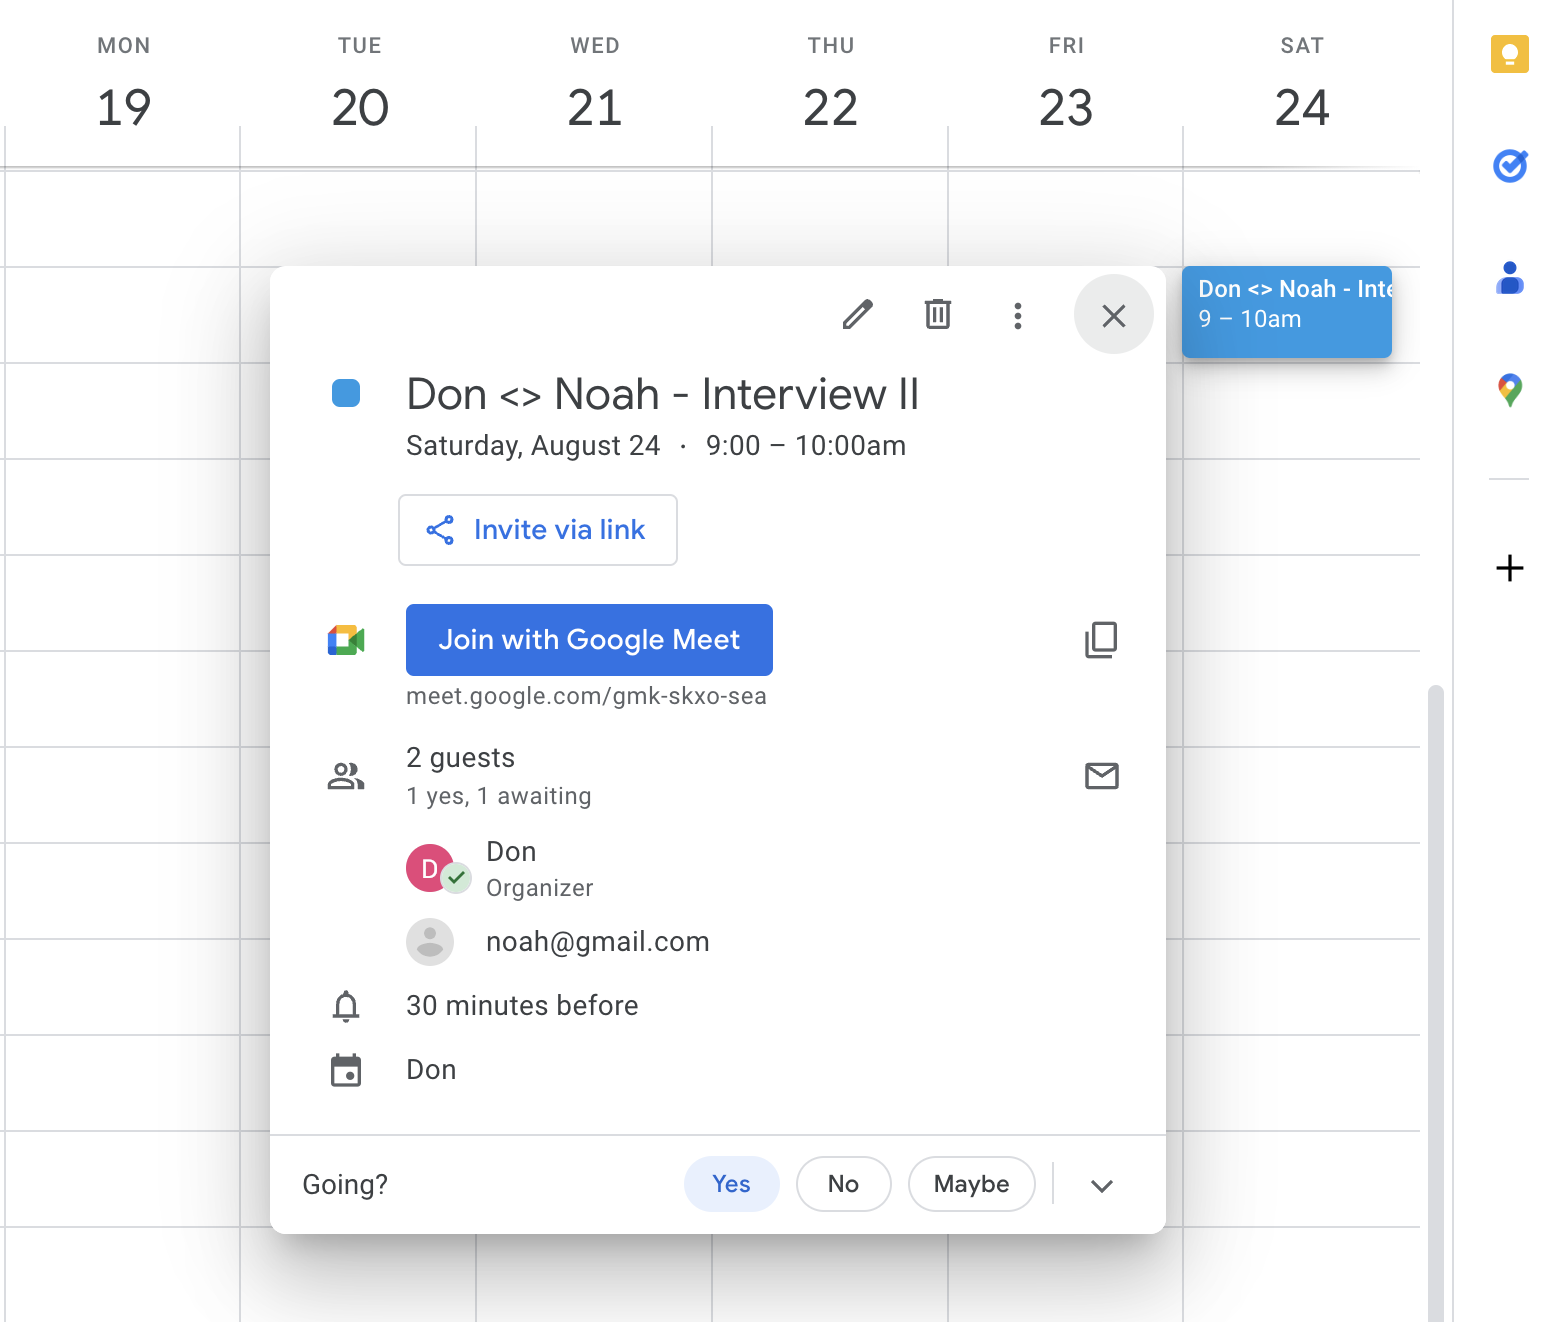 MON
19
TUE
20
WED
21
THU
22
FRI
23
SAT
24
Don <> Noah - Inte
9 – 10am
Don <> Noah - Interview II
Saturday, August 24 · 9:00 – 10:00am
Invite via link
Join with Google Meet
meet.google.com/gmk-skxo-sea
2 guests
1 yes, 1 awaiting
D
Don
Organizer
noah@gmail.com
30 minutes before
Don
Going?
Yes
No
Maybe